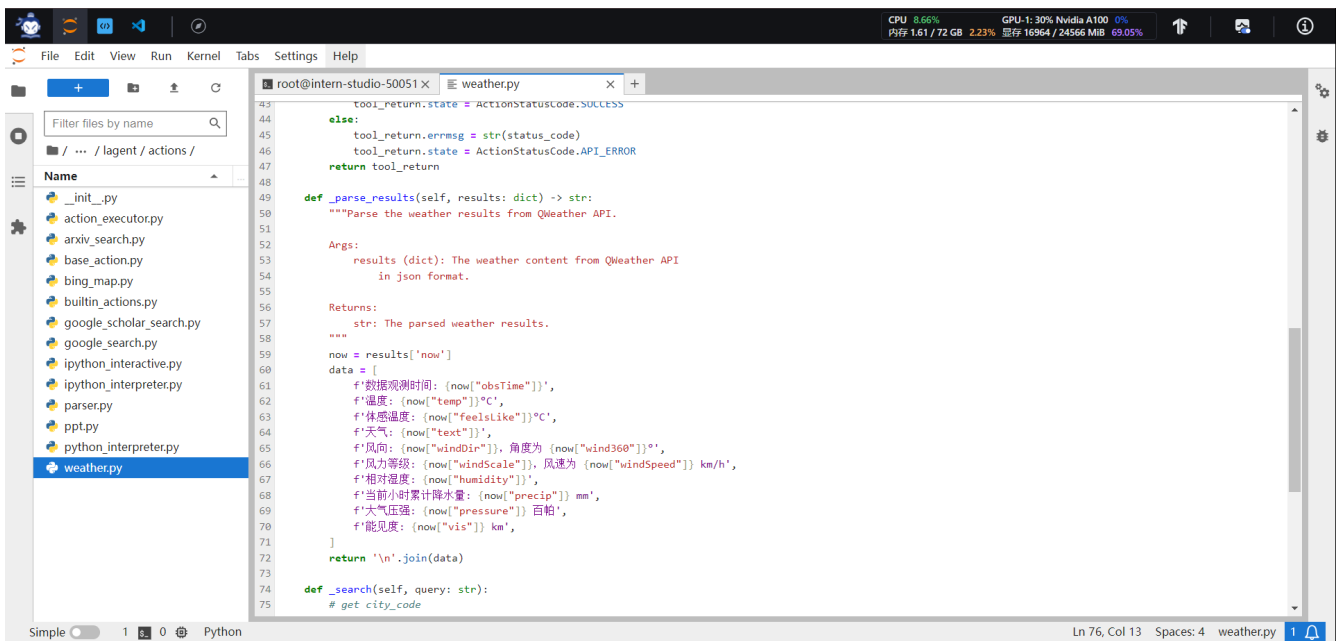 CPU 8.66% GPU-1: 30% Nvidia A100 0%
内存 1.61 / 72 GB 2.23% 显存 16964 / 24566 MiB 69.05%
File Edit View Run Kernel Tabs Settings Help
root@intern-studio-50051 weather.py
Filter files by name
/ ··· / lagent / actions /
Name
__init__.py
action_executor.py
arxiv_search.py
base_action.py
bing_map.py
builtin_actions.py
google_scholar_search.py
google_search.py
ipython_interactive.py
ipython_interpreter.py
parser.py
ppt.py
python_interpreter.py
weather.py
43 tool_return.state = ActionStatusCode.SUCCESS
44 else:
45 tool_return.errmsg = str(status_code)
46 tool_return.state = ActionStatusCode.API_ERROR
47 return tool_return
48
49 def _parse_results(self, results: dict) -> str:
50 """Parse the weather results from QWeather API.
51
52 Args:
53 results (dict): The weather content from QWeather API
54 in json format.
55
56 Returns:
57 str: The parsed weather results.
58 """
59 now = results['now']
60 data = [
61 f'数据观测时间: {now["obsTime"]}',
62 f'温度: {now["temp"]}°C',
63 f'体感温度: {now["feelsLike"]}°C',
64 f'天气: {now["text"]}',
65 f'风向: {now["windDir"]}，角度为 {now["wind360"]}°',
66 f'风力等级: {now["windScale"]}，风速为 {now["windSpeed"]} km/h',
67 f'相对湿度: {now["humidity"]}',
68 f'当前小时累计降水量: {now["precip"]} mm',
69 f'大气压强: {now["pressure"]} 百帕',
70 f'能见度: {now["vis"]} km',
71 ]
72 return '\n'.join(data)
73
74 def _search(self, query: str):
75 # get city_code
Simple 1 0 Python Ln 76, Col 13 Spaces: 4 weather.py 1